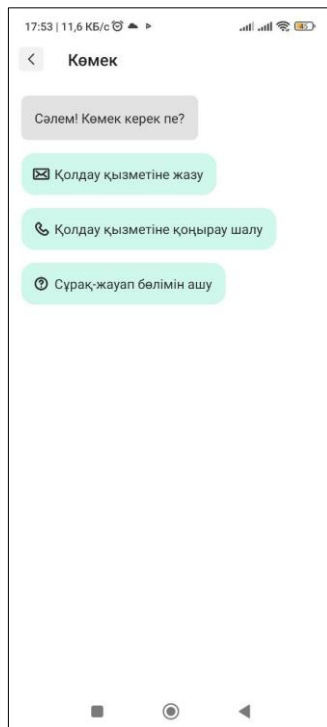 17:53 | 11,6 КБ/с
Көмек
Сәлем! Көмек керек пе?
Қолдау қызметіне жазу
Қолдау қызметіне қоңырау шалу
Сұрақ-жауап бөлімін ашу